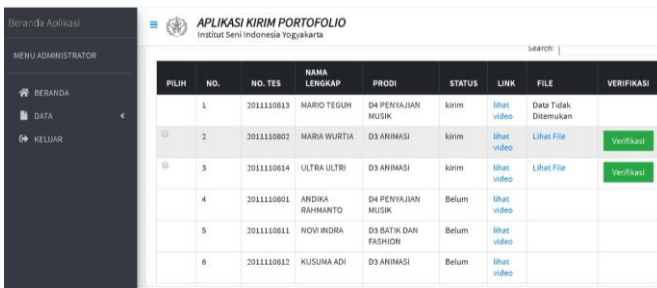 Beranda Aplikasi
MENU ADMINISTRATOR
BERANDA
DATA
KELUAR
APLIKASI KIRIM PORTOFOLIO
Institut Seni Indonesia Yogyakarta
Search:
PILIH NO. NO. TES NAMA LENGKAP PRODI STATUS LINK FILE VERIFIKASI
1 2011110813 MARIO TEGUH D4 PENYAJIAN MUSIK kirim lihat video Data Tidak Ditemukan
2 2011110802 MARIA WURTIA D3 ANIMASI kirim lihat video Lihat File Verifikasi
3 2011110814 ULTRA ULTRI D3 ANIMASI kirim lihat video Lihat File Verifikasi
4 2011110801 ANDIKA RAHMANTO D4 PENYAJIAN MUSIK Belum lihat video
5 2011110811 NOVI INDRA D3 BATIK DAN FASHION Belum lihat video
6 2011110812 KUSUMA ADI D3 ANIMASI Belum lihat video